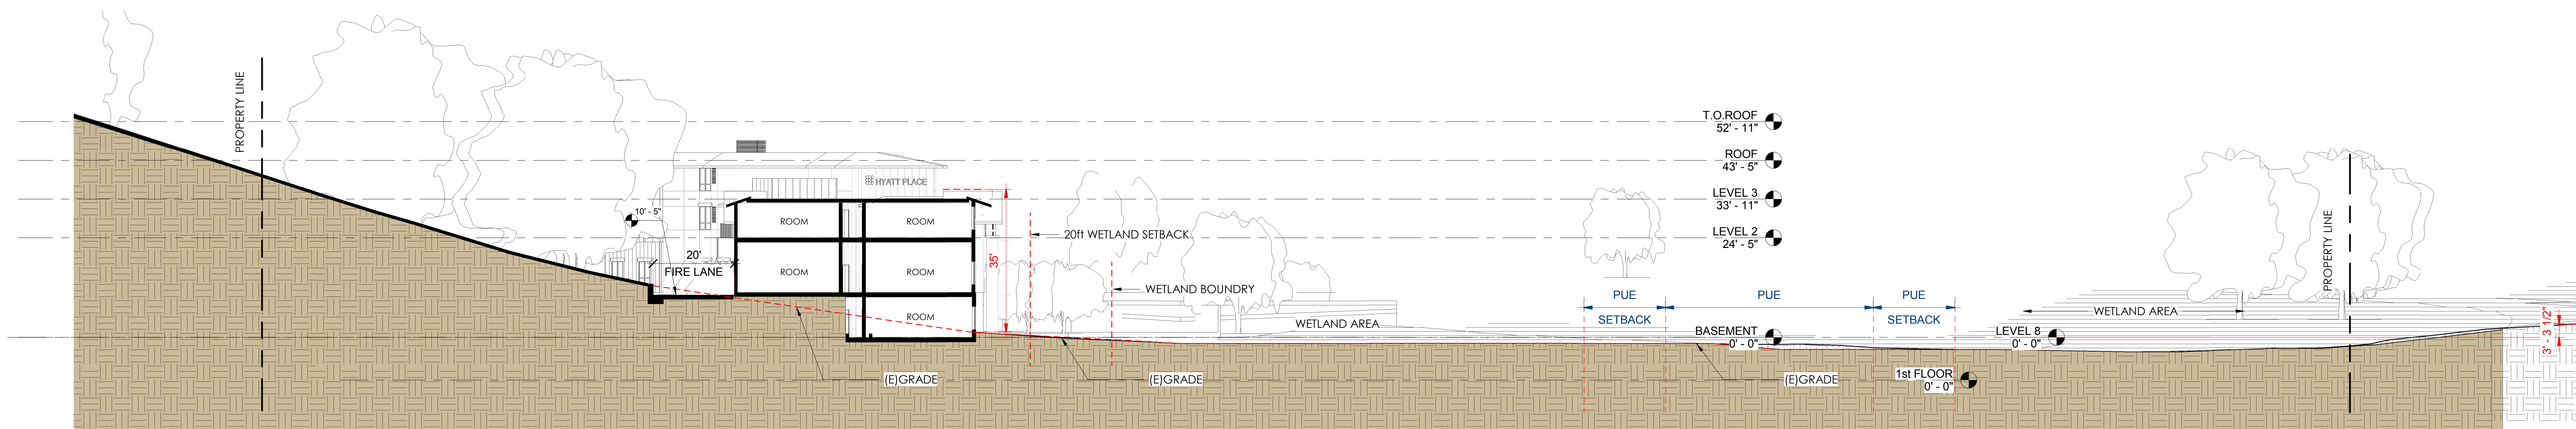 PROPERTY LINE
T.O.ROOF
52' - 11"
ROOF
43' - 5"
HYATT PLACE
LEVEL 3
33' - 11"
10' - 5"
ROOM
ROOM
PROPERTY LINE
LEVEL 2
24' - 5"
20ft WETLAND SETBACK
20'
FIRE LANE
35'
ROOM
ROOM
WETLAND BOUNDRY
PUE
PUE
PUE
SETBACK
SETBACK
ROOM
WETLAND AREA
WETLAND AREA
BASEMENT
0' - 0"
LEVEL 8
0' - 0"
3' - 3 1/2"
(E)GRADE
(E)GRADE
(E)GRADE
1st FLOOR
0' - 0"